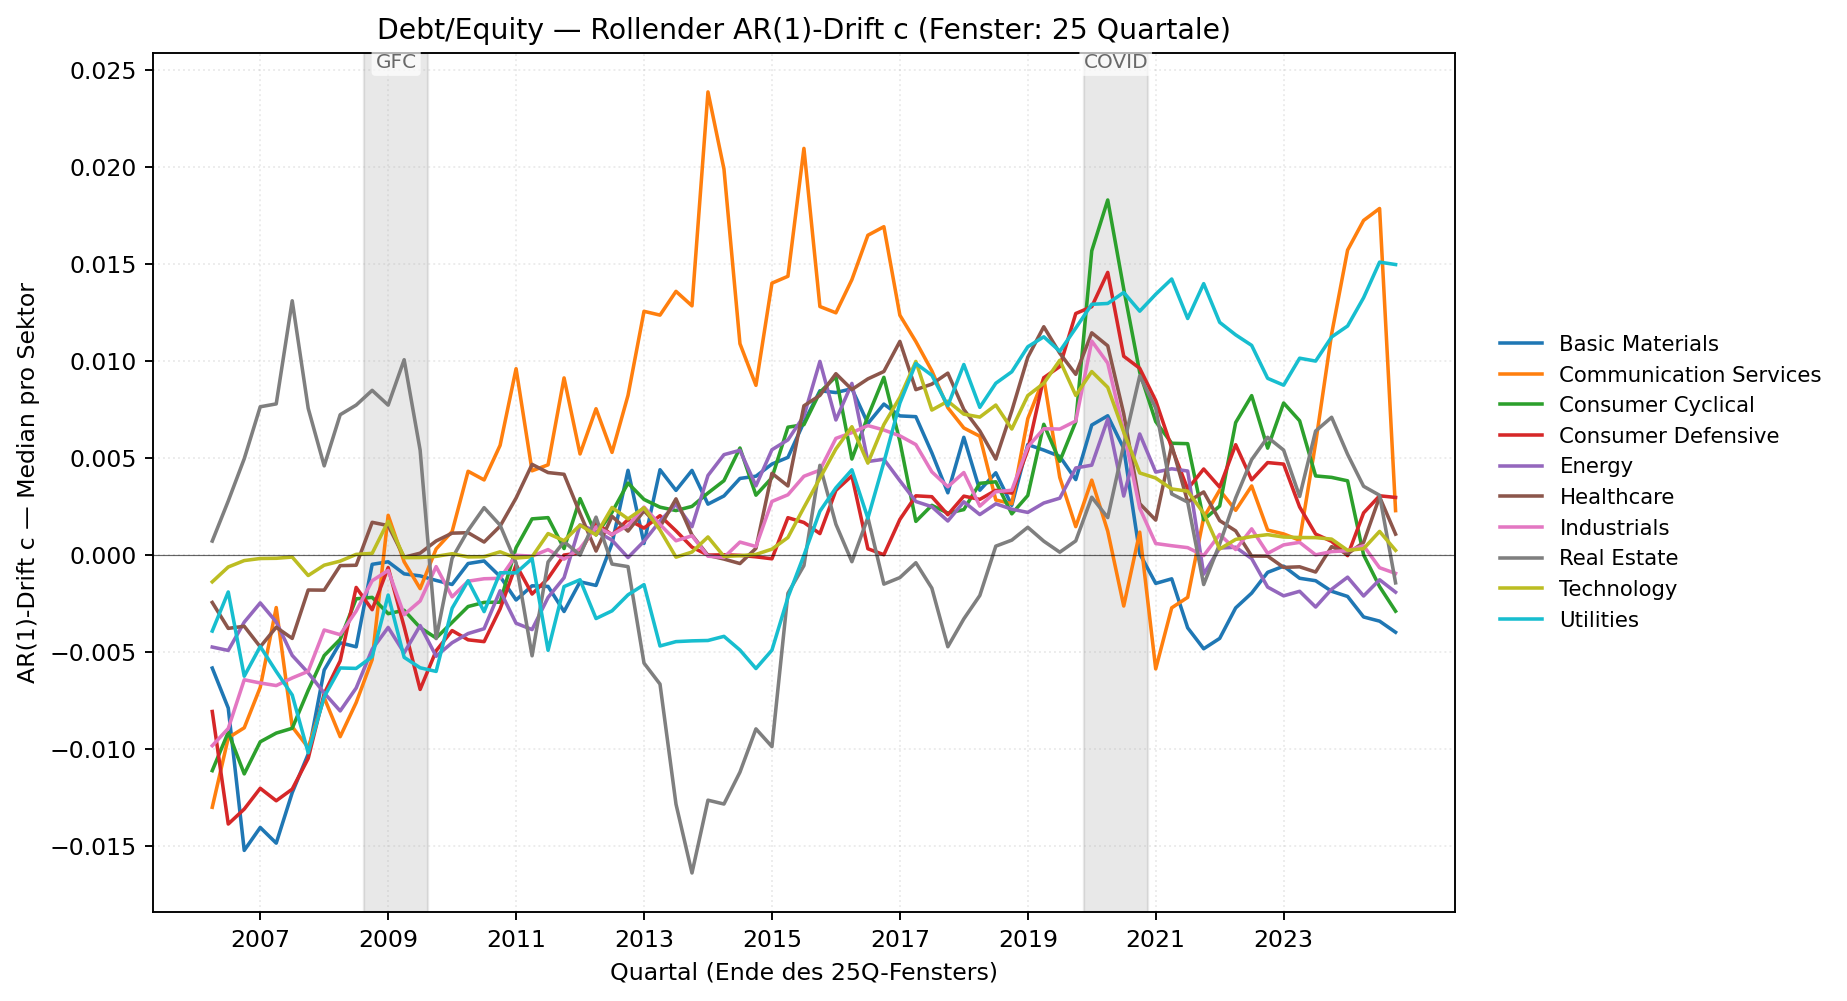 Debt/Equity — Rollender AR(1)-Drift c (Fenster: 25 Quartale)
GFC
COVID
AR(1)-Drift c — Median pro Sektor
0.025
0.020
0.015
0.010
0.005
0.000
−0.005
−0.010
−0.015
2007
2009
2011
2013
2015
2017
2019
2021
2023
Quartal (Ende des 25Q-Fensters)
Basic Materials
Communication Services
Consumer Cyclical
Consumer Defensive
Energy
Healthcare
Industrials
Real Estate
Technology
Utilities